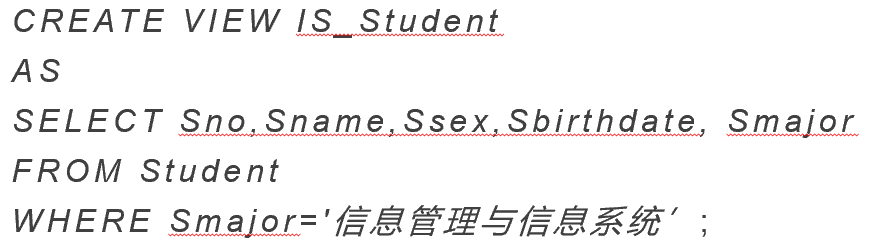 CREATE VIEW IS_Student
AS
SELECT Sno,Sname,Ssex,Sbirthdate, Smajor
FROM Student
WHERE Smajor='信息管理与信息系统′ ;